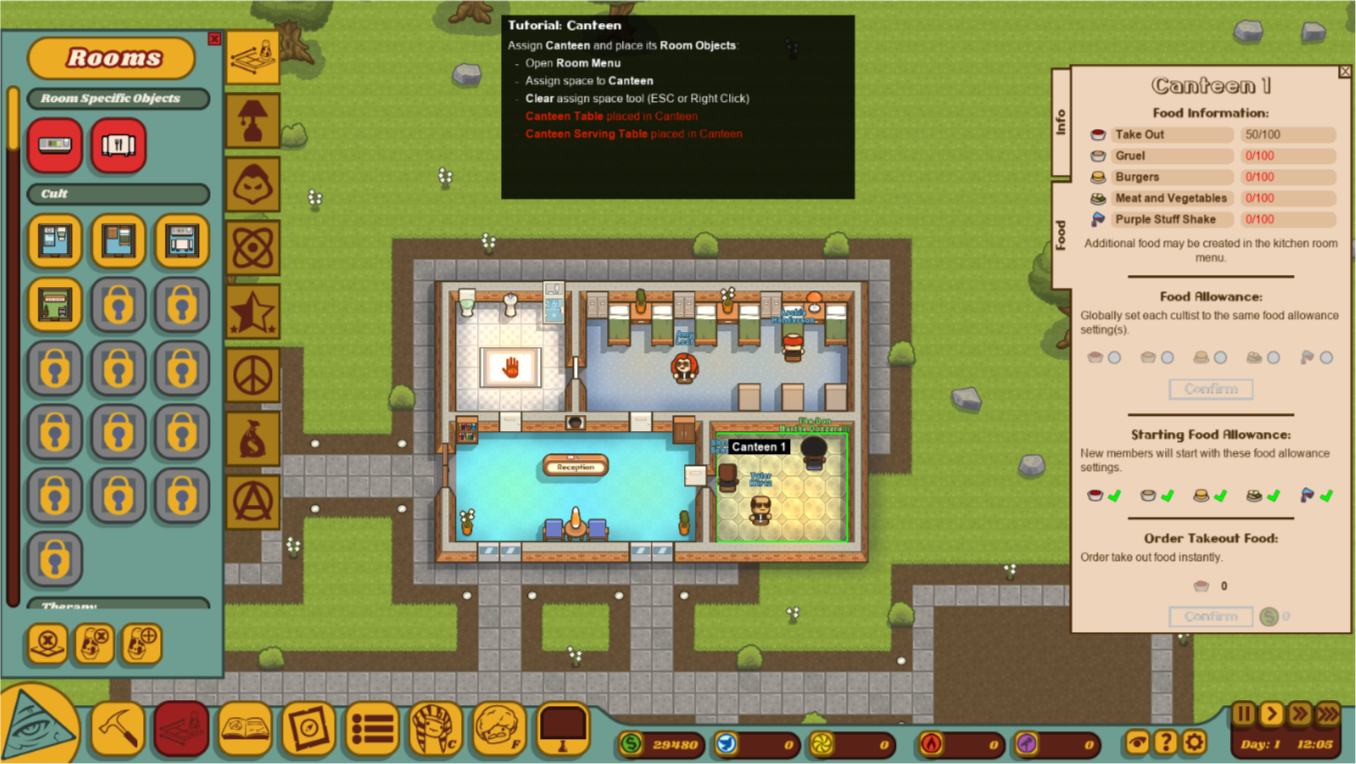 Rooms
Room Specific Objects
Cult
Therapy
Tutorial: Canteen
Assign Canteen and place its Room Objects:
- Open Room Menu
- Assign space to Canteen
- Clear assign space tool (ESC or Right Click)
Canteen Table placed in Canteen
Canteen Serving Table placed in Canteen
Reception
Canteen 1
The Don
Tyler
Info
Food
Canteen 1
Food Information:
Take Out 50/100
Gruel 0/100
Burgers 0/100
Meat and Vegetables 0/100
Purple Stuff Shake 0/100
Additional food may be created in the kitchen room
menu.
Food Allowance:
Globally set each cultist to the same food allowance
setting(s).
Confirm
Starting Food Allowance:
New members will start with these food allowance
settings.
Order Takeout Food:
Order take out food instantly.
0
Confirm $ 0
C
F
$ 29480 0 0 0 0
?
Day: 1 12:05